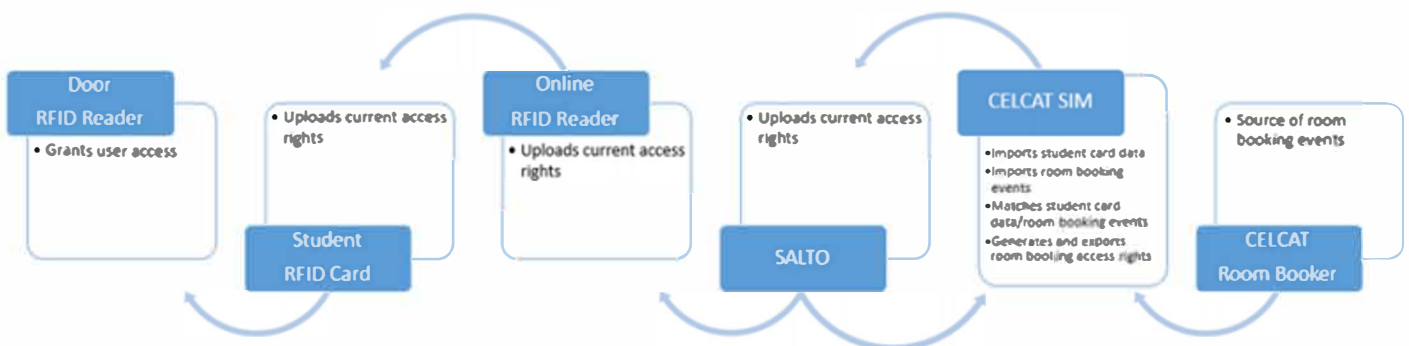 Door
RFID Reader
• Grants user access
• Uploads current access
rights
Student
RFID Card
Online
RFID Reader
• Uploads current access
rights
• Uploads current access
rights
SALTO
CELCAT SIM
•Imports student card data
•Imports room booking
events
•Matches student card
data/room booking events
•Generates and exports
room booking access rights
• Source of room
booking events
CELCAT
Room Booker